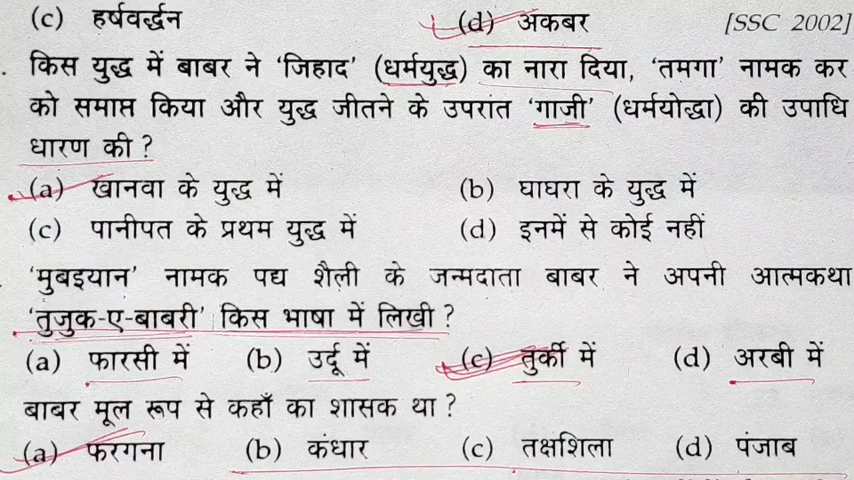 (c) हर्षवर्द्धन (d) अकबर [SSC 2002]
. किस युद्ध में बाबर ने 'जिहाद' (धर्मयुद्ध) का नारा दिया, 'तमगा' नामक कर
को समाप्त किया और युद्ध जीतने के उपरांत 'गाजी' (धर्मयोद्धा) की उपाधि
धारण की ?
(a) खानवा के युद्ध में (b) घाघरा के युद्ध में
(c) पानीपत के प्रथम युद्ध में (d) इनमें से कोई नहीं
. 'मुबइयान' नामक पद्य शैली के जन्मदाता बाबर ने अपनी आत्मकथा
'तुजुक-ए-बाबरी' किस भाषा में लिखी ?
(a) फारसी में (b) उर्दू में (c) तुर्की में (d) अरबी में
बाबर मूल रूप से कहाँ का शासक था ?
(a) फरगना (b) कंधार (c) तक्षशिला (d) पंजाब